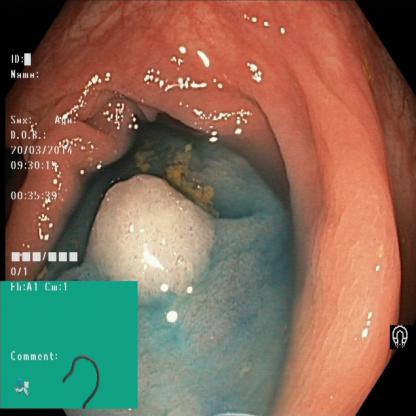 ID:
Name:
Sex: Age:
D.O.B.:
20/03/2014
09:30:15
00:35:39
0/1
Eh:A1 Cm:1
Comment: